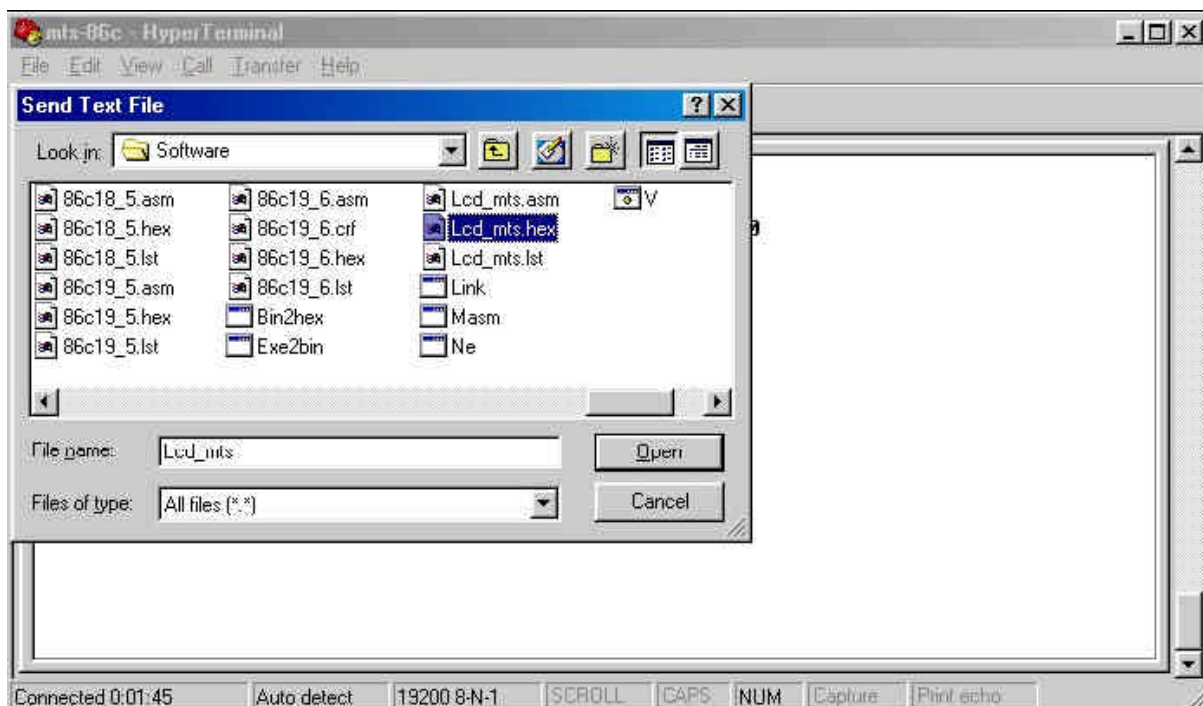 mts-86c - HyperTerminal
File Edit View Call Transfer Help
Send Text File
Look in: Software
86c18_5.asm 86c19_6.asm Lcd_mts.asm V
86c18_5.hex 86c19_6.crf Lcd_mts.hex
86c18_5.lst 86c19_6.hex Lcd_mts.lst
86c19_5.asm 86c19_6.lst Link
86c19_5.hex Bin2hex Masm
86c19_5.lst Exe2bin Ne
File name: Lcd_mts Open
Files of type: All files (*.*) Cancel
Connected 0:01:45 Auto detect 19200 8-N-1 SCROLL CAPS NUM Capture Print echo